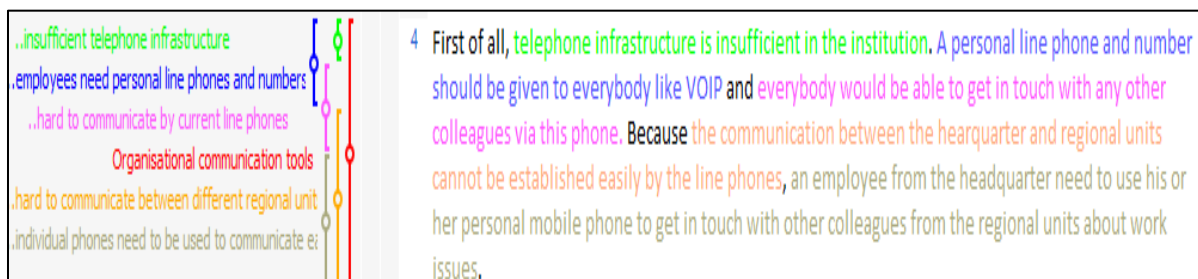 ..insufficient telephone infrastructure
..employees need personal line phones and numbers
..hard to communicate by current line phones
Organisational communication tools
..hard to communicate between different regional unit
..individual phones need to be used to communicate ea
4 First of all, telephone infrastructure is insufficient in the institution. A personal line phone and number
should be given to everybody like VOIP and everybody would be able to get in touch with any other
colleagues via this phone. Because the communication between the hearquarter and regional units
cannot be established easily by the line phones, an employee from the headquarter need to use his or
her personal mobile phone to get in touch with other colleagues from the regional units about work
issues.